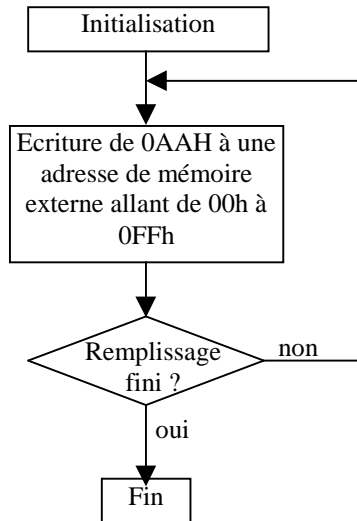 Initialisation
Ecriture de 0AAH à une
adresse de mémoire
externe allant de 00h à
0FFh
Remplissage
fini ?
non
oui
Fin